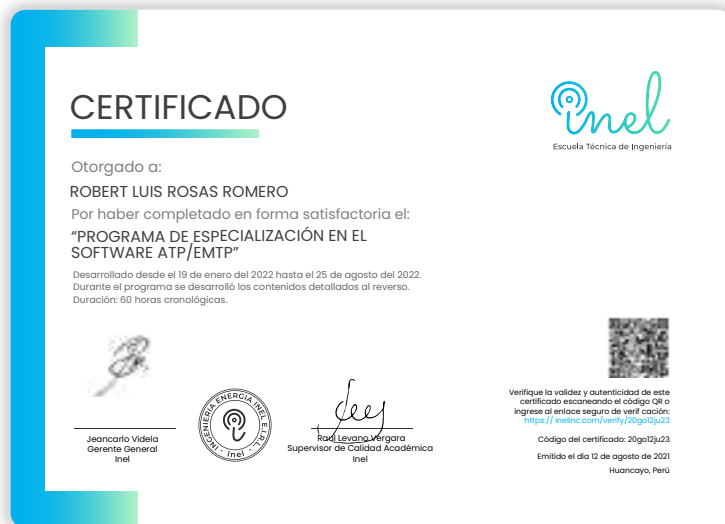 CERTIFICADO
inel
Escuela Técnica de Ingeniería
Otorgado a:
ROBERT LUIS ROSAS ROMERO
Por haber completado en forma satisfactoria el:
“PROGRAMA DE ESPECIALIZACIÓN EN EL
SOFTWARE ATP/EMTP”
Desarrollado desde el 19 de enero del 2022 hasta el 25 de agosto del 2022.
Durante el programa se desarrolló los contenidos detallados al reverso.
Duración: 60 horas cronológicas.
Jeancarlo Videla
Gerente General
Inel
INGENIERIA ENERGIA INEL E.I.R.L.
- Inel -
Raúl Levano Vergara
Supervisor de Calidad Académica
Inel
Verifique la validez y autenticidad de este
certificado escaneando el código QR o
ingrese al enlace seguro de verif cación:
https:// inelinc.com/verify/20go12ju23
Código del certificado: 20go12ju23
Emitido el día 12 de agosto de 2021
Huancayo, Perú